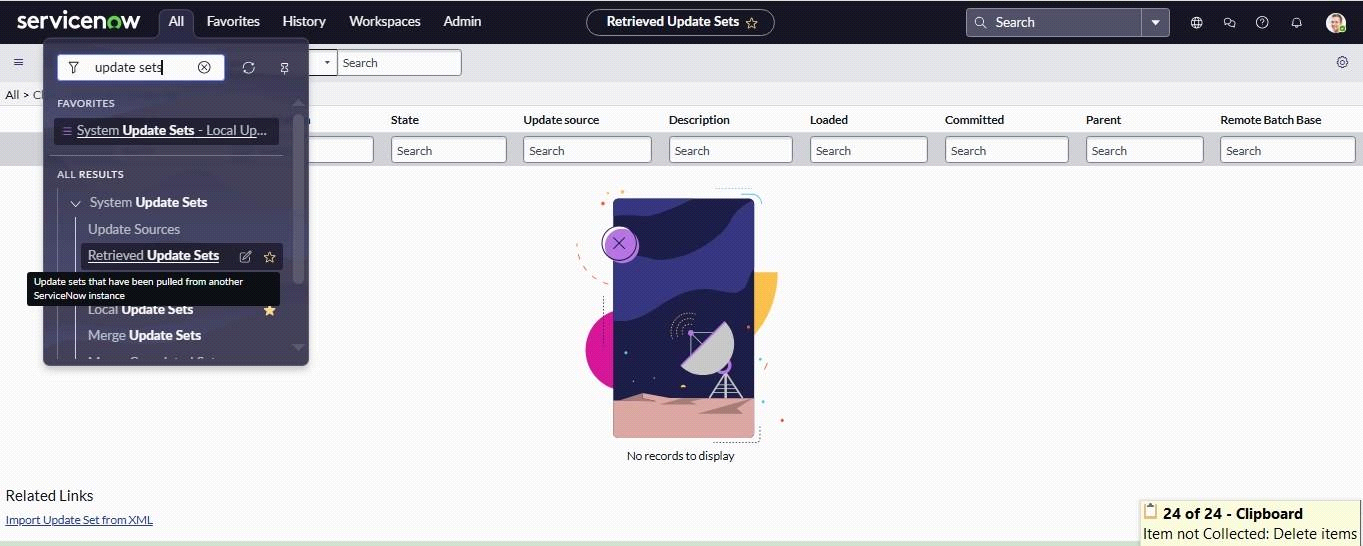 servicenow All Favorites History Workspaces Admin Retrieved Update Sets Search
update sets Search
All >
FAVORITES
System Update Sets - Local Up...
State Update source Description Loaded Committed Parent Remote Batch Base
Search Search Search Search Search Search Search
ALL RESULTS
System Update Sets
Update Sources
Retrieved Update Sets
Update sets that have been pulled from another
ServiceNow instance
Local Update Sets
Merge Update Sets
No records to display
Related Links
Import Update Set from XML
24 of 24 - Clipboard
Item not Collected: Delete items